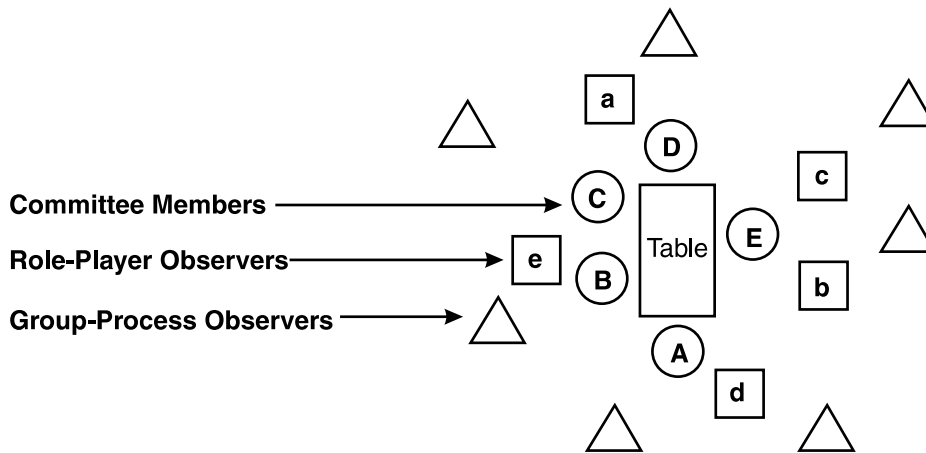 a
D
c
Committee Members
C
E
Table
Role-Player Observers
e
B
b
Group-Process Observers
A
d